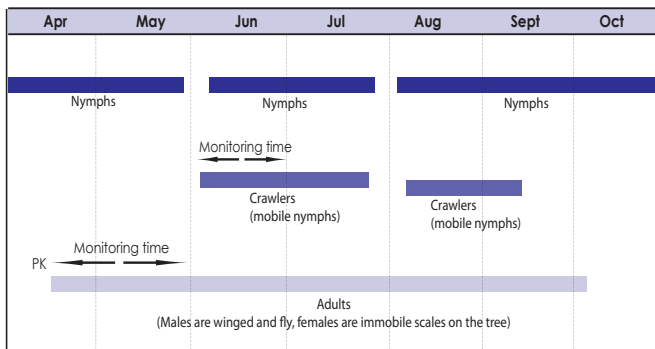 Apr May Jun Jul Aug Sept Oct
Nymphs Nymphs Nymphs
Monitoring time
Crawlers
(mobile nymphs)
Crawlers
(mobile nymphs)
Monitoring time
PK
Adults
(Males are winged and fly, females are immobile scales on the tree)